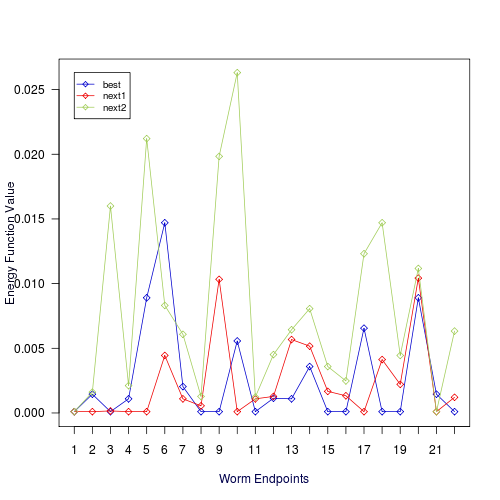 best
next1
next2
Energy Function Value
0.025
0.020
0.015
0.010
0.005
0.000
1 2 3 4 5 6 7 8 9 11 13 15 17 19 21
Worm Endpoints